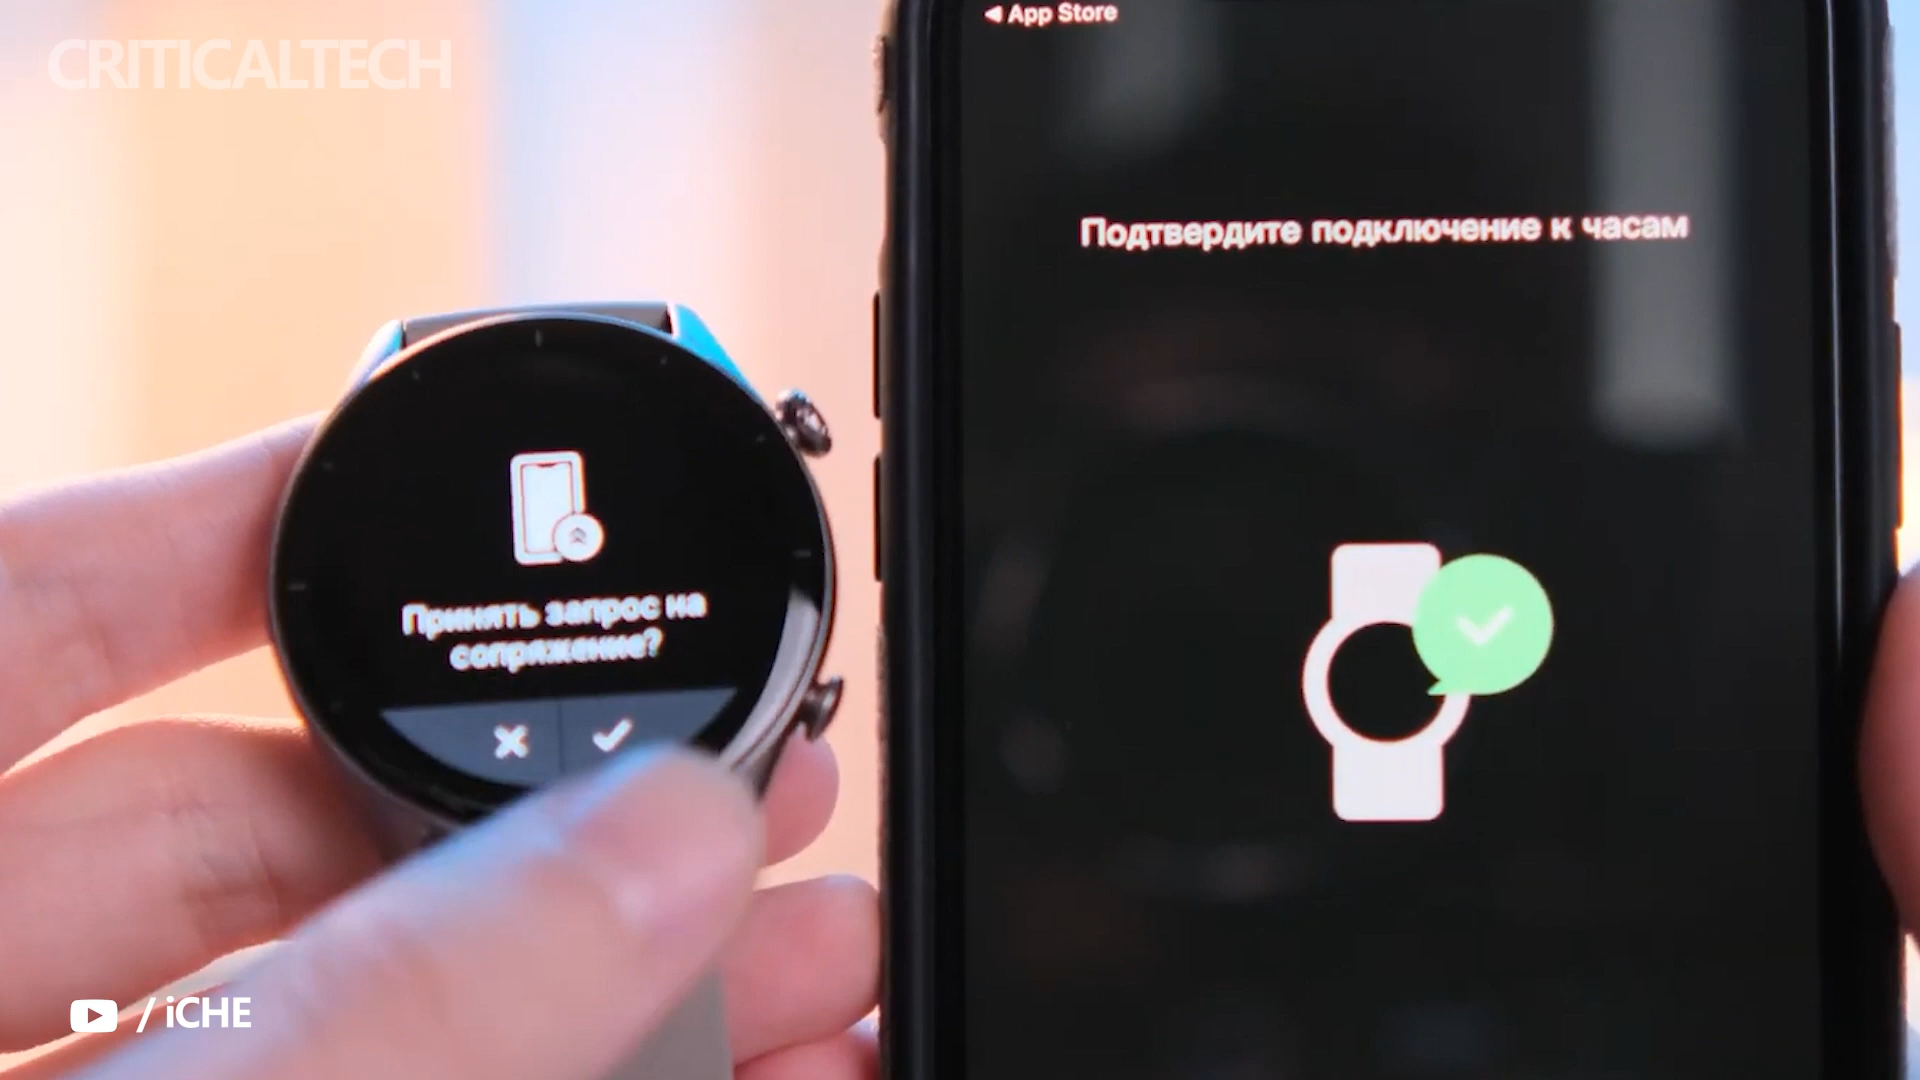 CRITICALTECH
◀ App Store
Подтвердите подключение к часам
Принять запрос на
сопряжение?
/ iCHE